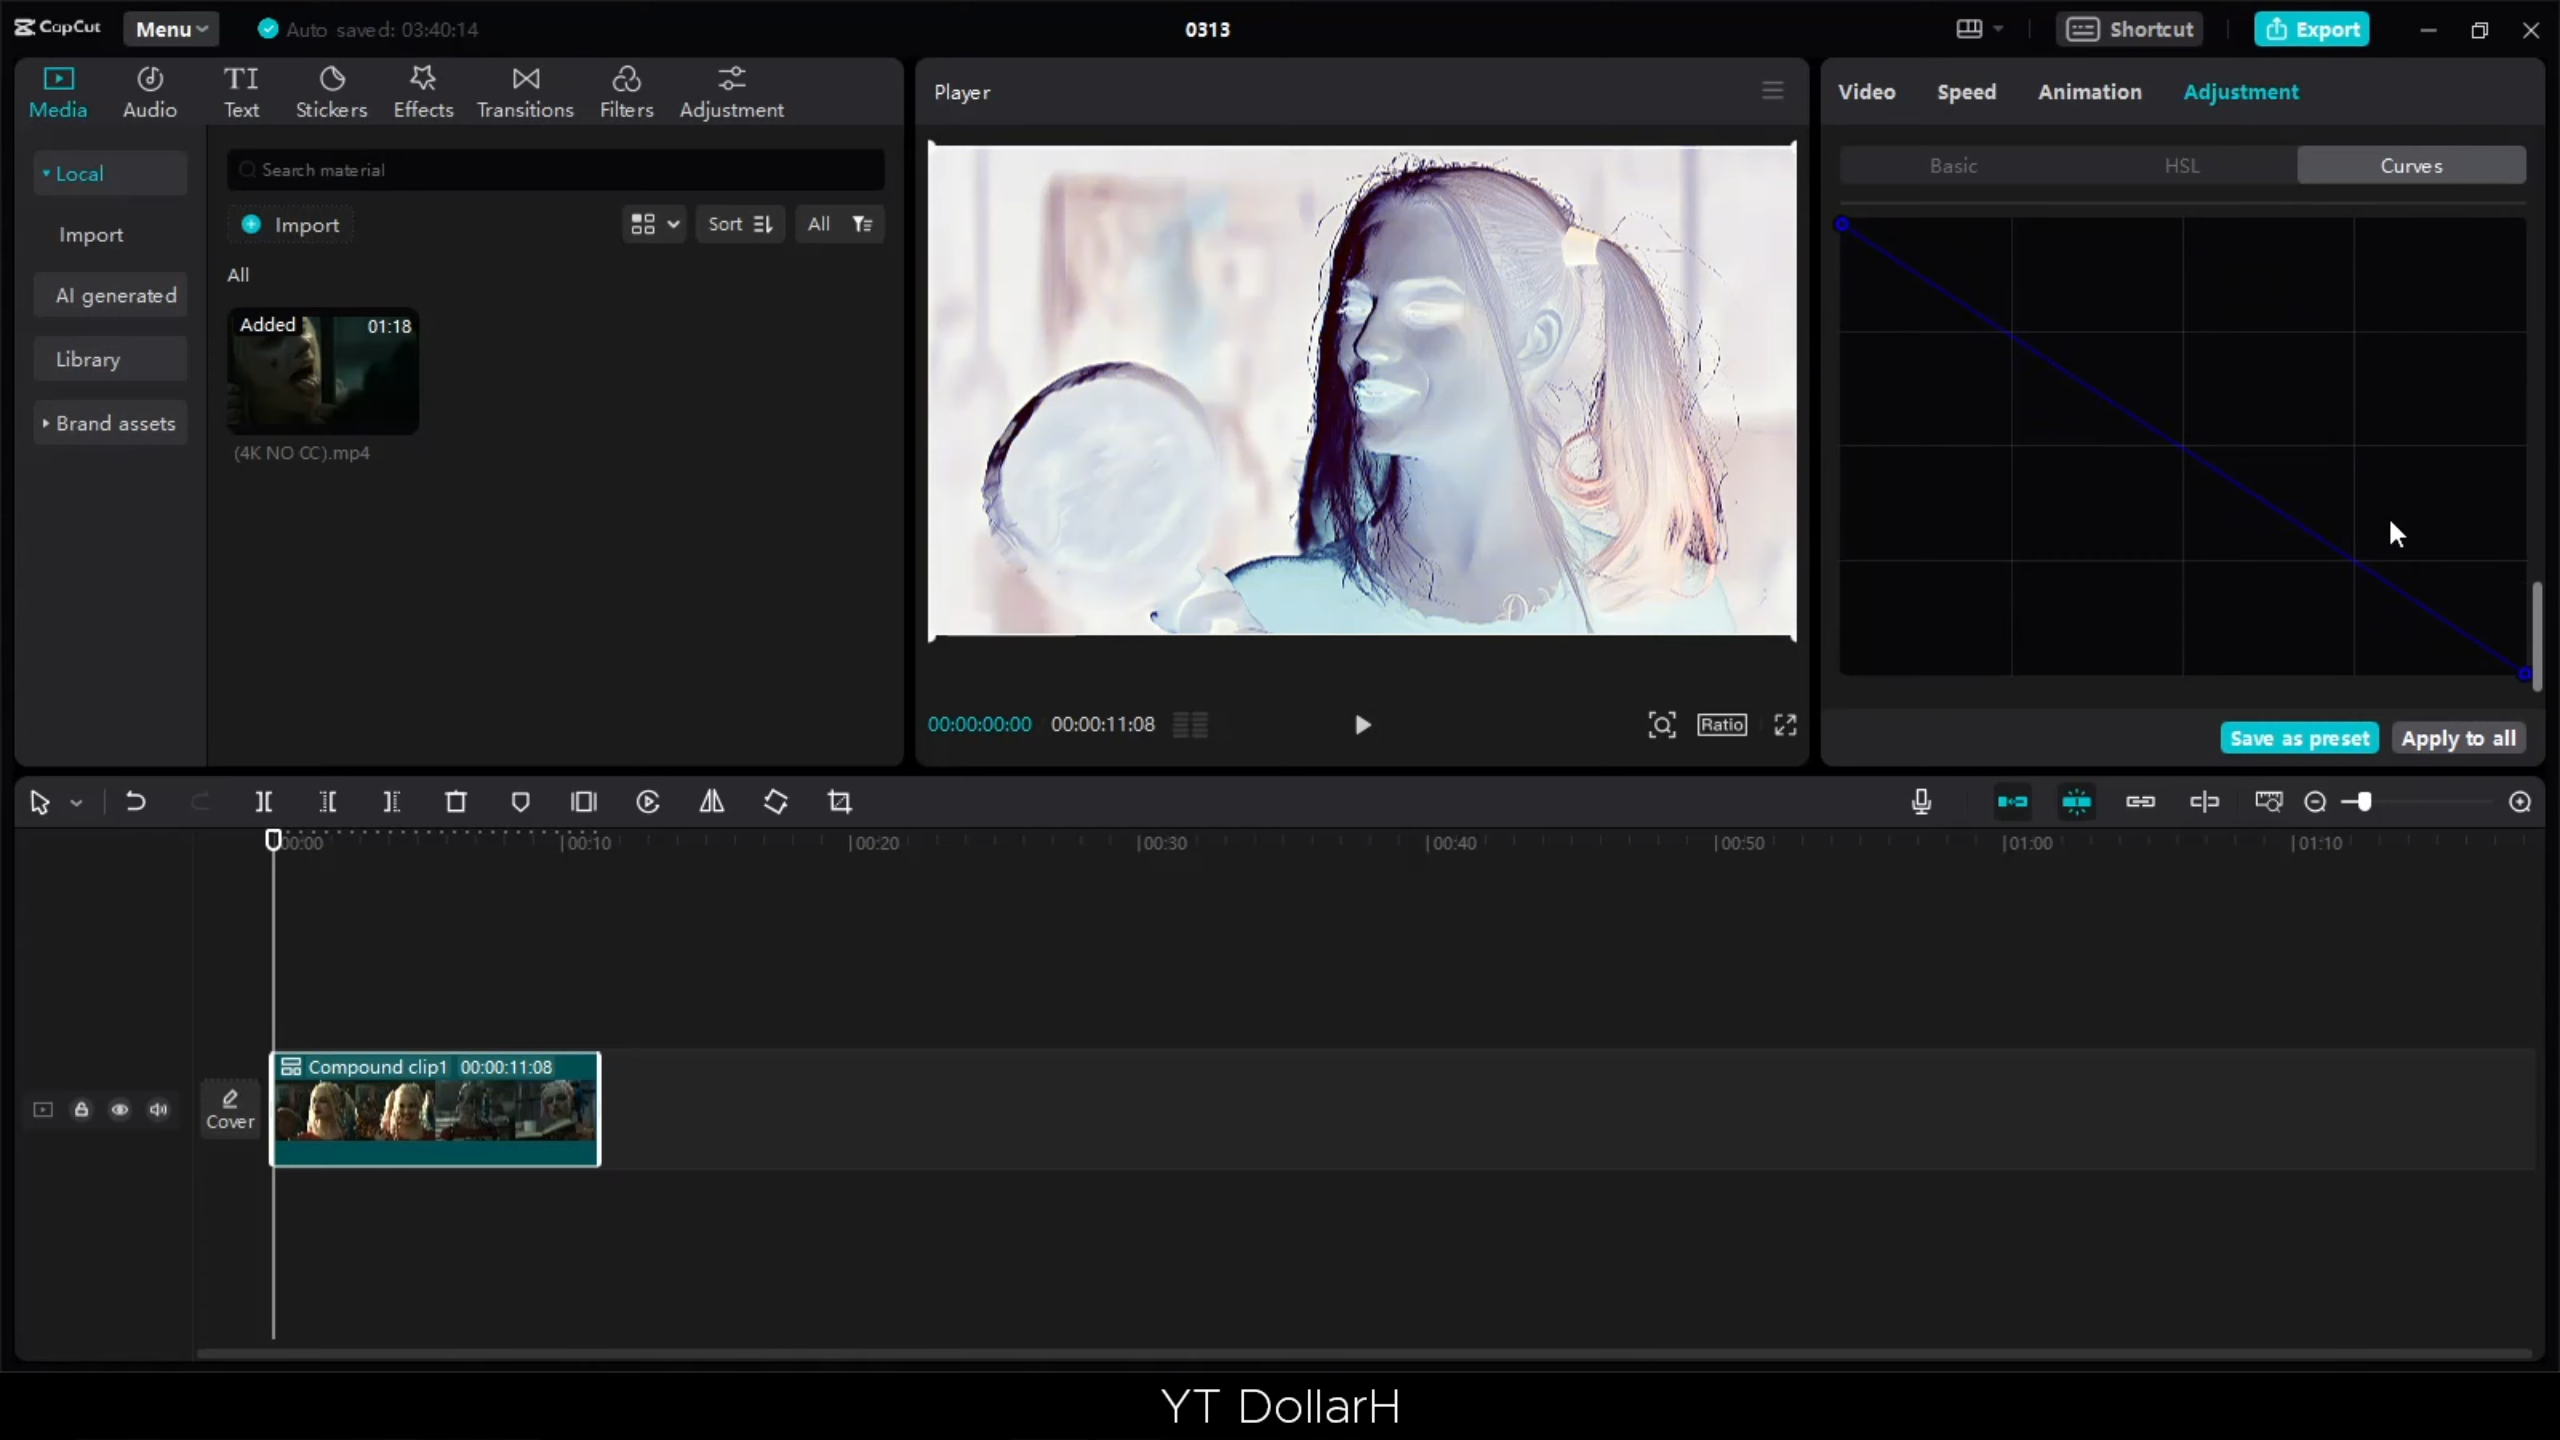 CapCut
Menu
Auto saved: 03:40:14
0313
Shortcut
Export
Media
Audio
TI
Text
Stickers
Effects
Transitions
Filters
Adjustment
Local
Import
AI generated
Library
Brand assets
Search material
Import
Sort
All
All
Added
01:18
(4K NO CC).mp4
Player
00:00:00:00
00:00:11:08
Ratio
Video
Speed
Animation
Adjustment
Basic
HSL
Curves
Save as preset
Apply to all
00:00
00:10
00:20
00:30
00:40
00:50
01:00
01:10
Cover
Compound clip1 00:00:11:08
YT DollarH